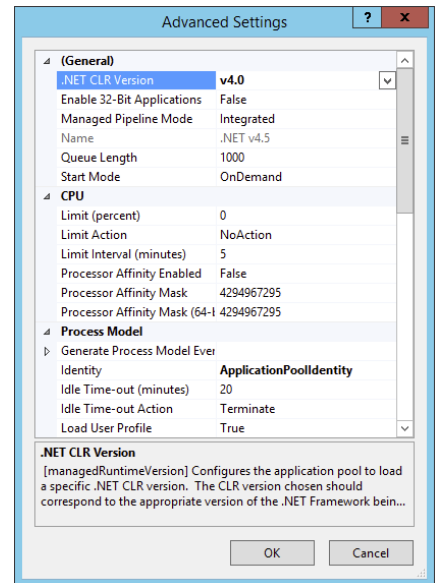 Advanced Settings
? x
(General)
.NET CLR Version v4.0
Enable 32-Bit Applications False
Managed Pipeline Mode Integrated
Name .NET v4.5
Queue Length 1000
Start Mode OnDemand
CPU
Limit (percent) 0
Limit Action NoAction
Limit Interval (minutes) 5
Processor Affinity Enabled False
Processor Affinity Mask 4294967295
Processor Affinity Mask (64-b 4294967295
Process Model
Generate Process Model Ever
Identity ApplicationPoolIdentity
Idle Time-out (minutes) 20
Idle Time-out Action Terminate
Load User Profile True
.NET CLR Version
[managedRuntimeVersion] Configures the application pool to load
a specific .NET CLR version. The CLR version chosen should
correspond to the appropriate version of the .NET Framework bein...
OK Cancel